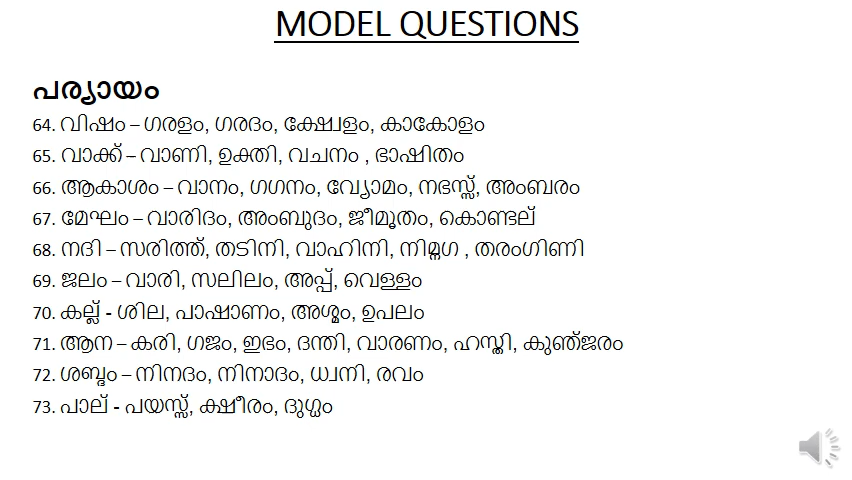 MODEL QUESTIONS
പര്യായം
64. വിഷം – ഗരളം, ഗരദം, ക്ഷ്വേളം, കാകോളം
65. വാക്ക് – വാണി, ഉക്തി, വചനം , ഭാഷിതം
66. ആകാശം – വാനം, ഗഗനം, വ്യോമം, നഭസ്സ്, അംബരം
67. മേഘം – വാരിദം, അംബുദം, ജീമൂതം, കൊണ്ടല്
68. നദി – സരിത്ത്, തടിനി, വാഹിനി, നിമ്നഗ , തരംഗിണി
69. ജലം – വാരി, സലിലം, അപ്പ്, വെള്ളം
70. കല്ല് - ശില, പാഷാണം, അശ്മം, ഉപലം
71. ആന – കരി, ഗജം, ഇഭം, ദന്തി, വാരണം, ഹസ്തി, കുഞ്ജരം
72. ശബ്ദം – നിനദം, നിനാദം, ധ്വനി, രവം
73. പാല് - പയസ്സ്, ക്ഷീരം, ദുഗ്ദ്ധം